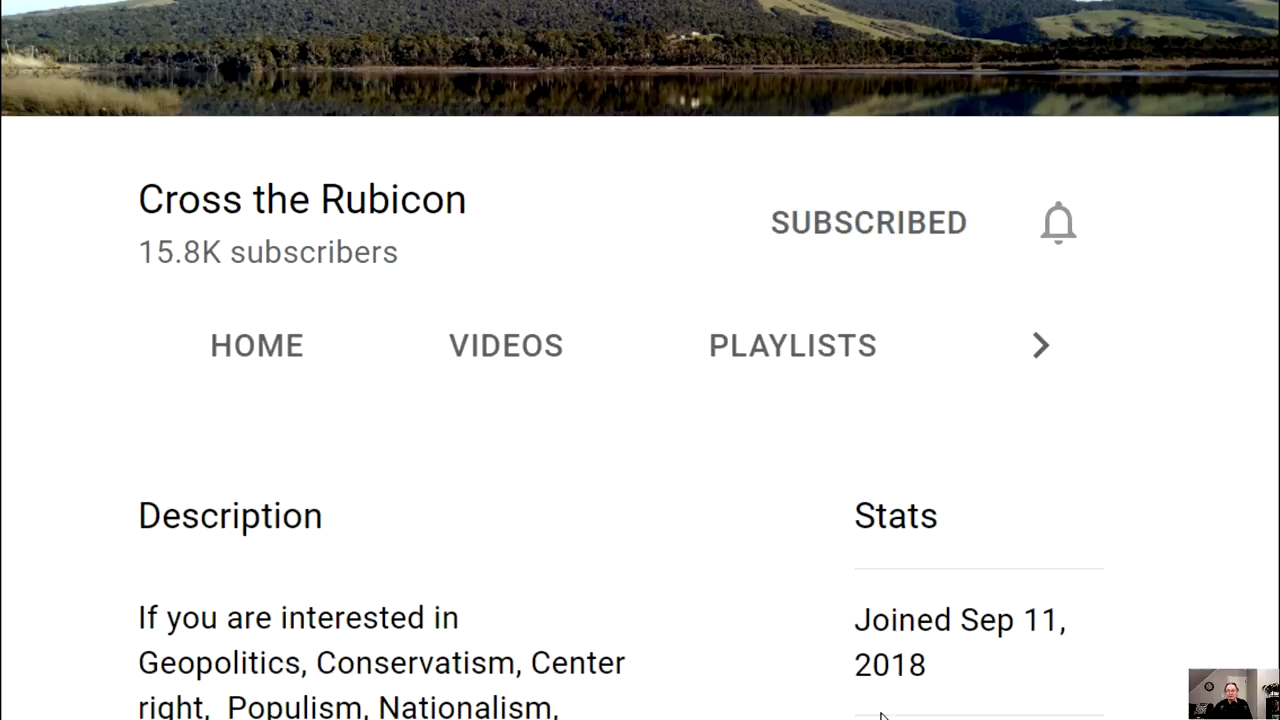 Cross the Rubicon
15.8K subscribers
SUBSCRIBED
HOME VIDEOS PLAYLISTS
Description
If you are interested in
Geopolitics, Conservatism, Center
right,  Populism, Nationalism,
Stats
Joined Sep 11,
2018